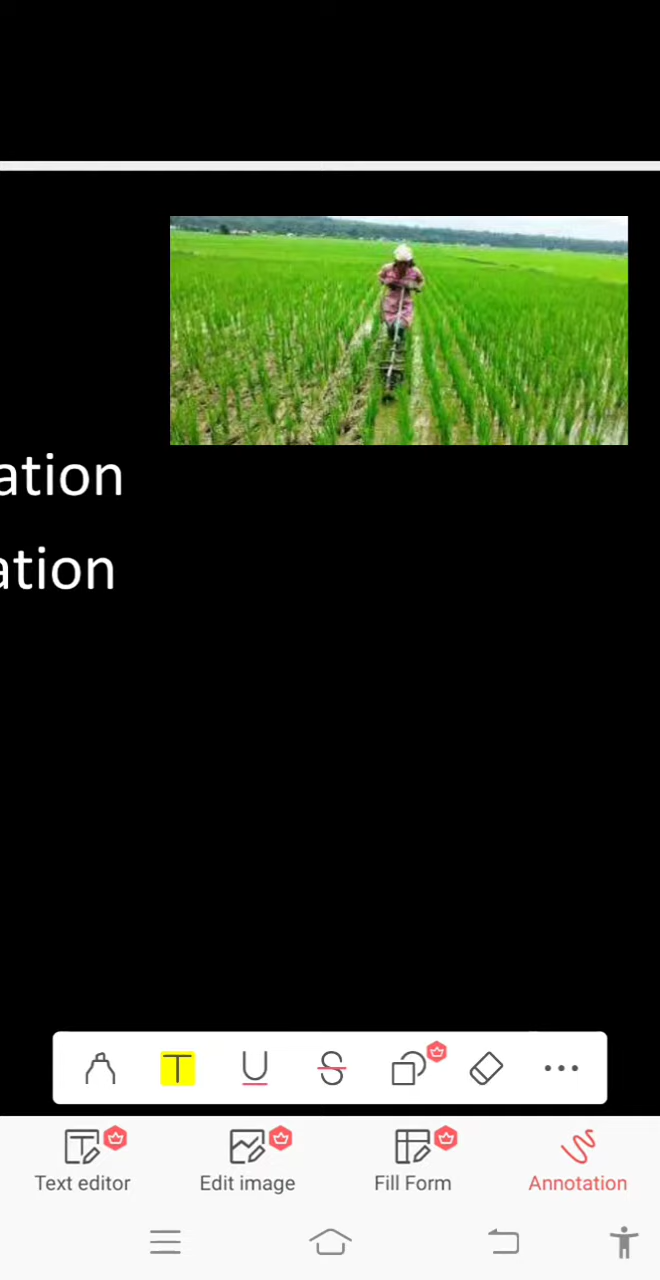 ation
ation
T
U
S
Text editor
Edit image
Fill Form
Annotation